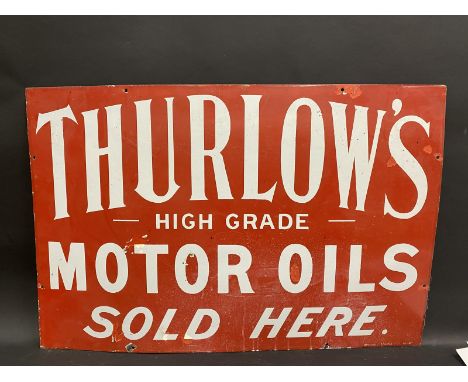 THURLOW'S
HIGH GRADE
MOTOR OILS
SOLD HERE.